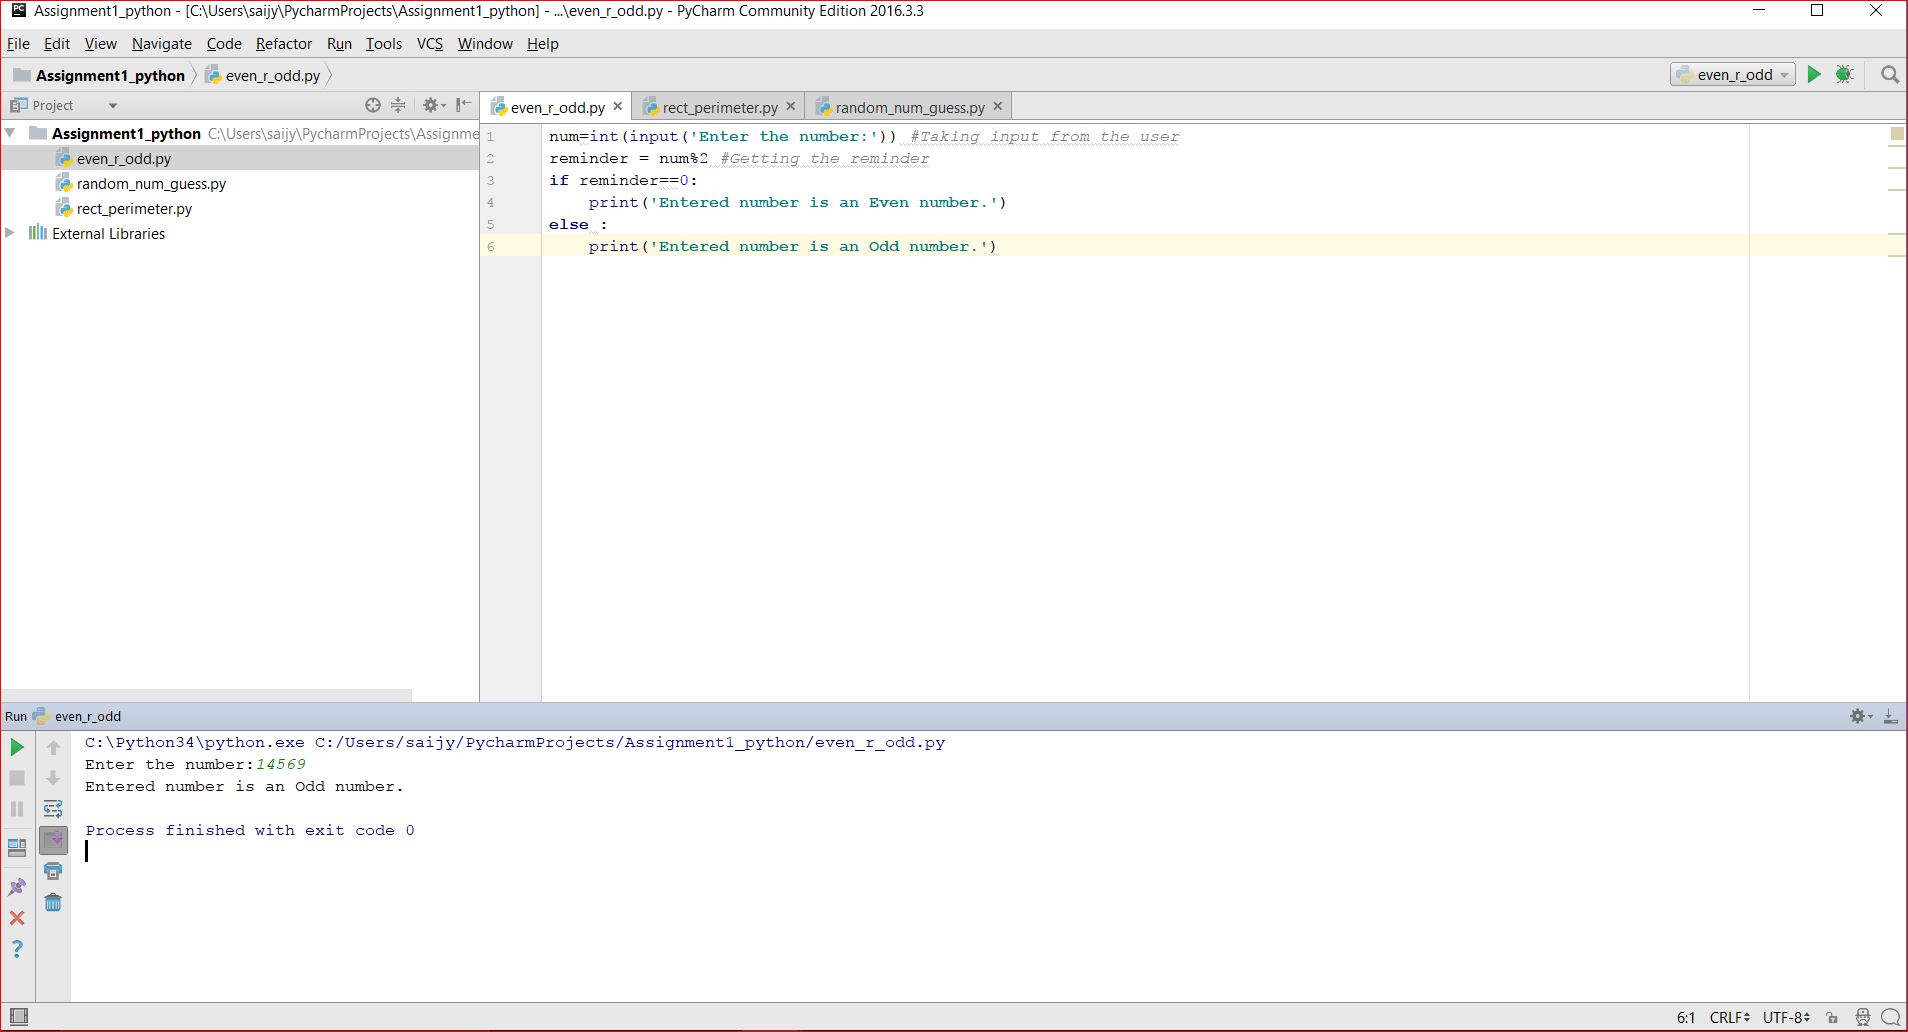 Assignment1_python - [C:\Users\saijy\PycharmProjects\Assignment1_python] - ...\even_r_odd.py - PyCharm Community Edition 2016.3.3
File Edit View Navigate Code Refactor Run Tools VCS Window Help
Assignment1_python even_r_odd.py even_r_odd
Project
even_r_odd.py rect_perimeter.py random_num_guess.py
Assignment1_python C:\Users\saijy\PycharmProjects\Assignme
even_r_odd.py
random_num_guess.py
rect_perimeter.py
External Libraries
1 num=int(input('Enter the number:')) #Taking input from the user
2 reminder = num%2 #Getting the reminder
3 if reminder==0:
4 print('Entered number is an Even number.')
5 else :
6 print('Entered number is an Odd number.')
Run even_r_odd
C:\Python34\python.exe C:/Users/saijy/PycharmProjects/Assignment1_python/even_r_odd.py
Enter the number:14569
Entered number is an Odd number.
Process finished with exit code 0
6:1 CRLF UTF-8